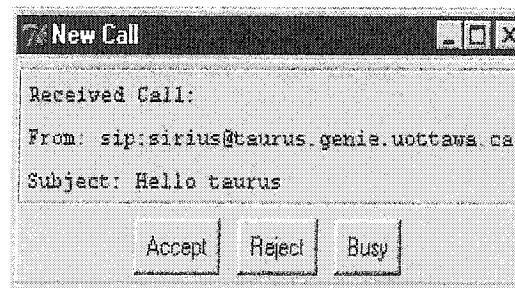 New Call
Received Call:
From: sip:sirius@taurus.genie.uottawa.ca
Subject: Hello taurus
Accept Reject Busy